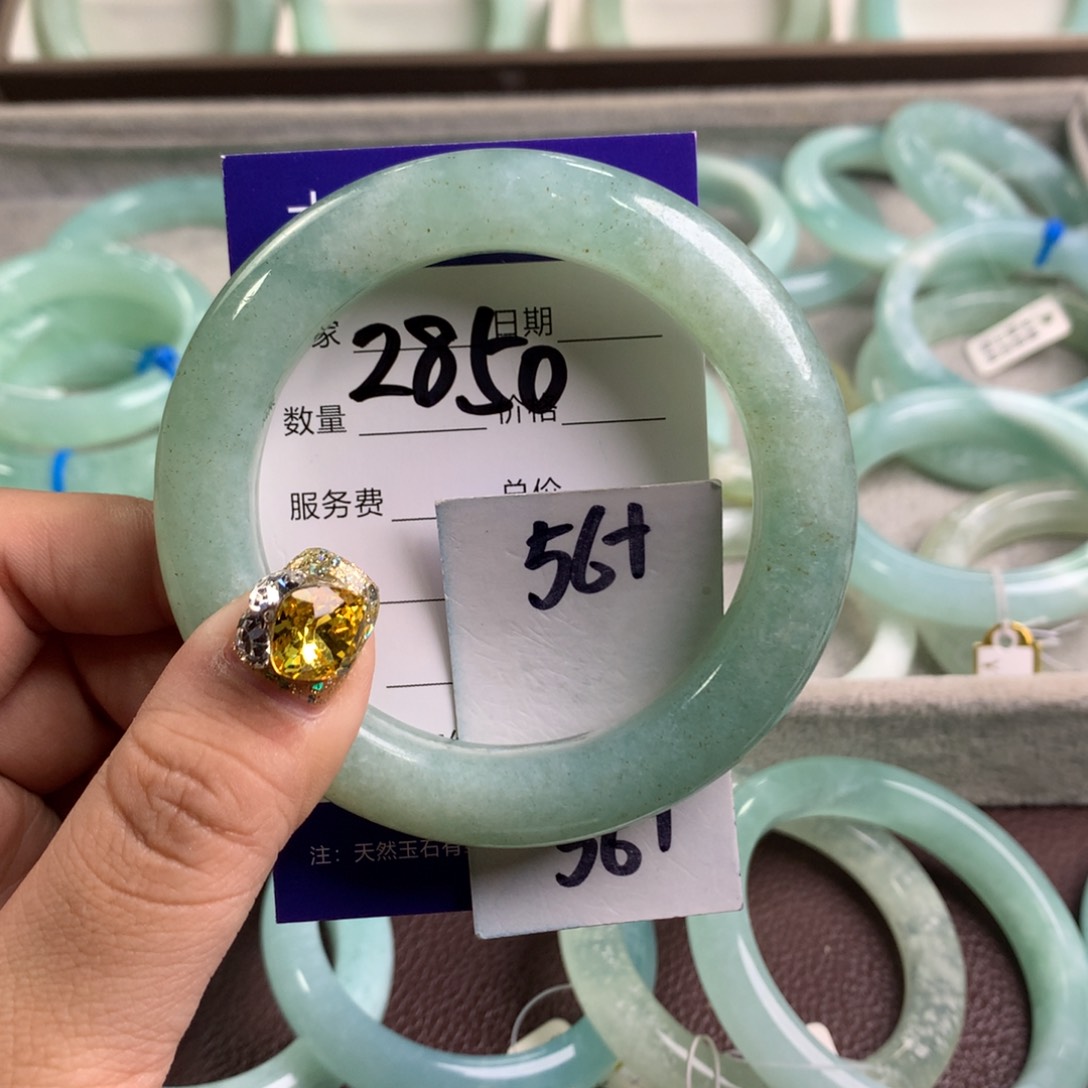 家 2850 日期
数量 价格
服务费 总价
56+
56+
注：天然玉石有